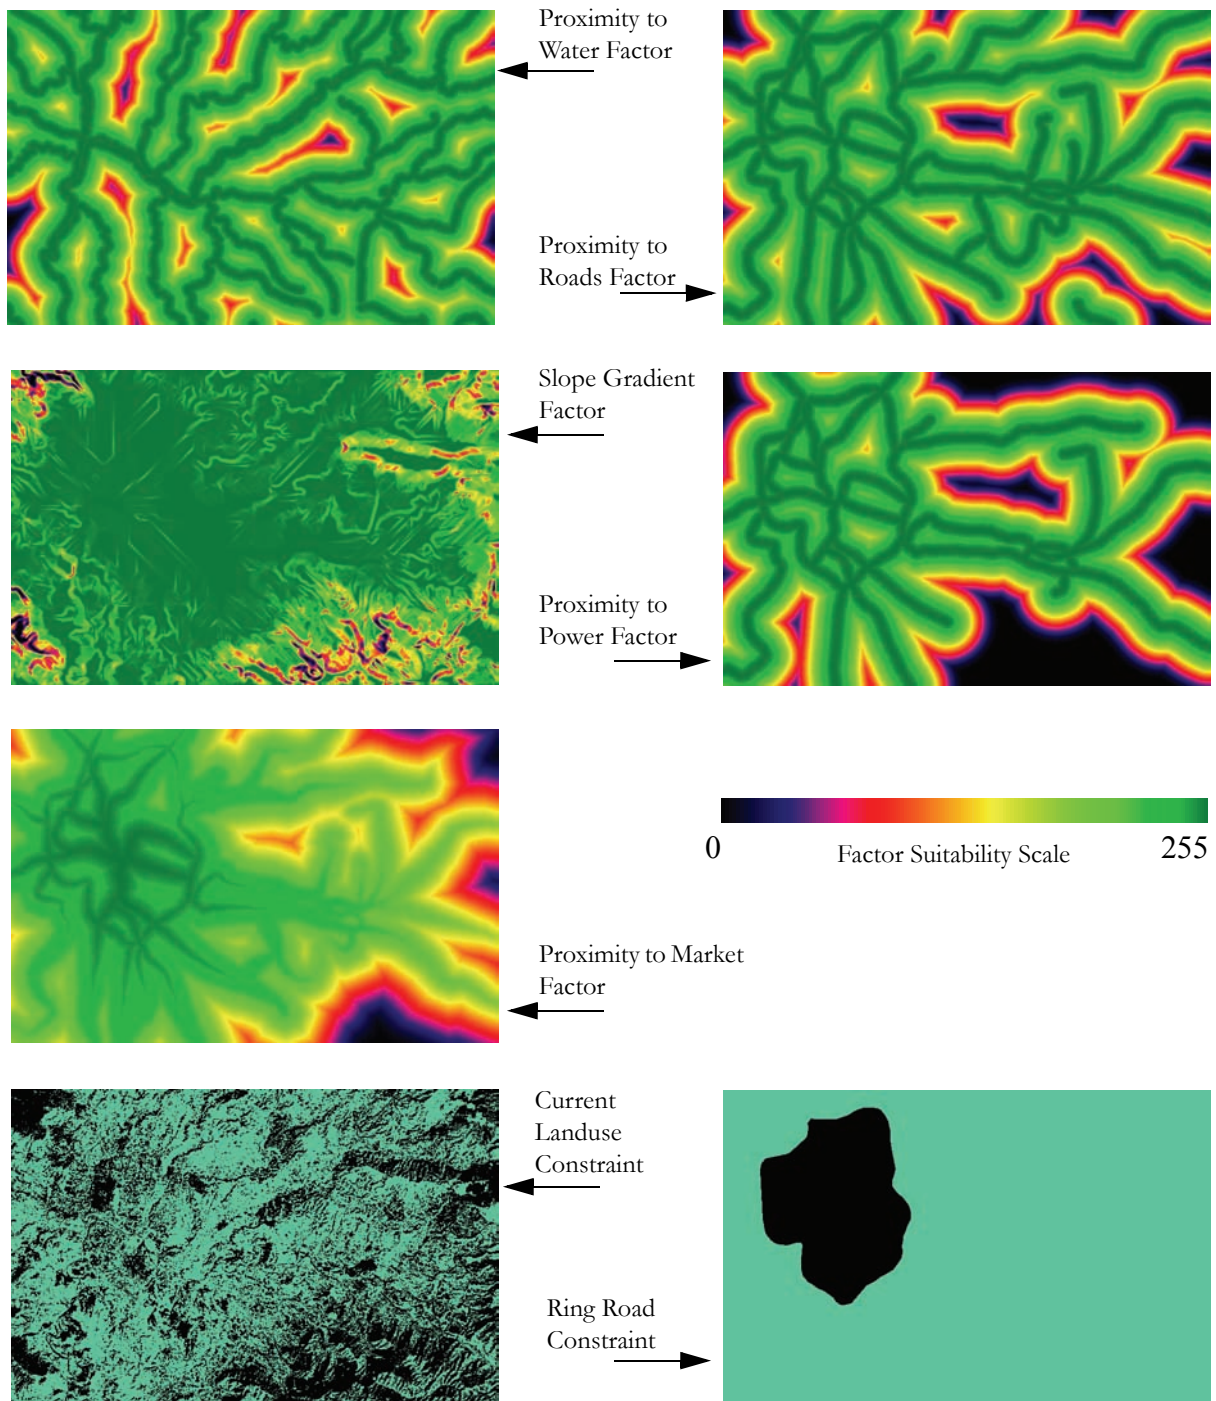 Proximity to
Water Factor
Proximity to
Roads Factor
Slope Gradient
Factor
Proximity to
Power Factor
0
Factor Suitability Scale
255
Proximity to Market
Factor
Current
Landuse
Constraint
Ring Road
Constraint